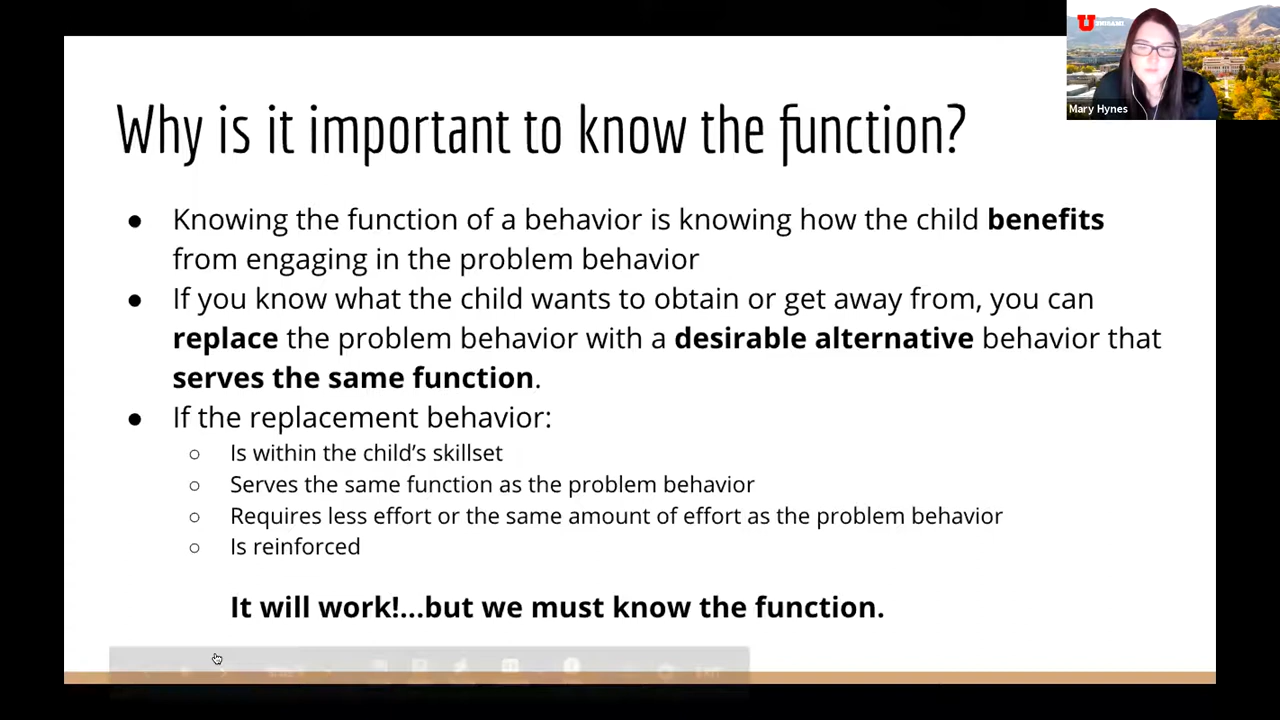 Why is it important to know the function?
● Knowing the function of a behavior is knowing how the child benefits
from engaging in the problem behavior
● If you know what the child wants to obtain or get away from, you can
replace the problem behavior with a desirable alternative behavior that
serves the same function.
● If the replacement behavior:
○ Is within the child’s skillset
○ Serves the same function as the problem behavior
○ Requires less effort or the same amount of effort as the problem behavior
○ Is reinforced
It will work!...but we must know the function.
U
Mary Hynes